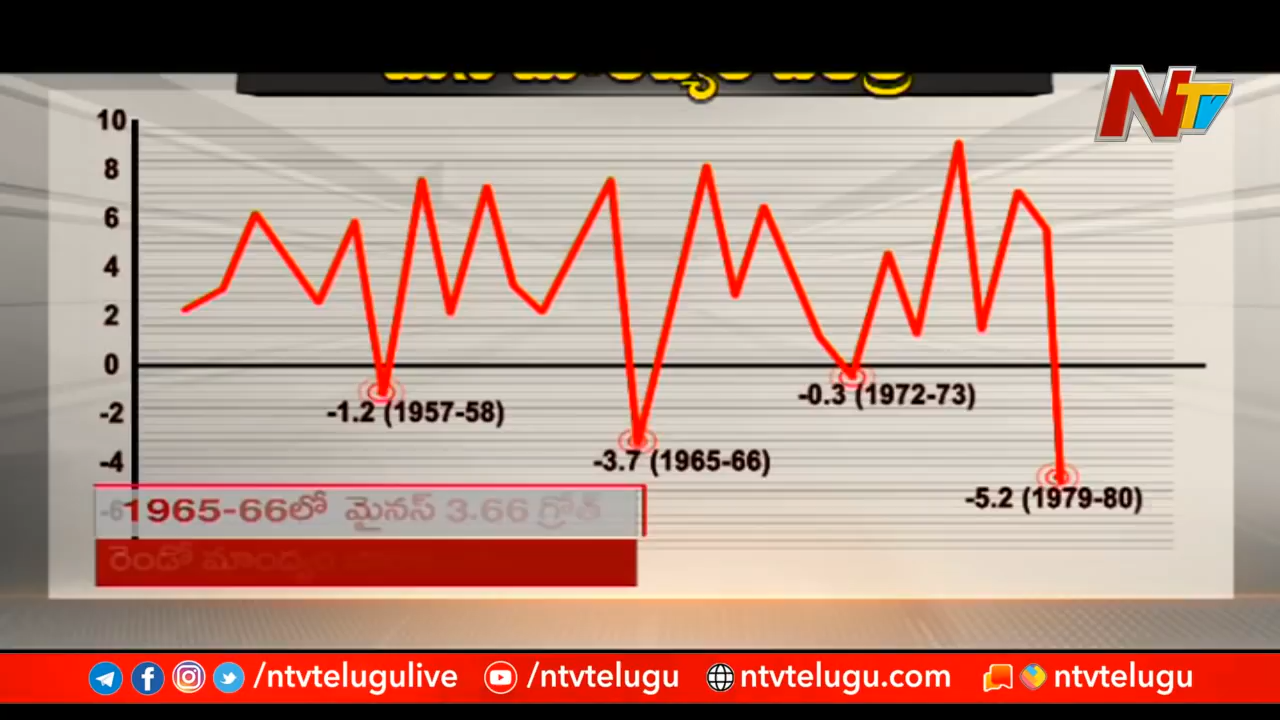 NTV
10
8
6
4
2
0
-2
-4
-6
-1.2 (1957-58)
-3.7 (1965-66)
-0.3 (1972-73)
-5.2 (1979-80)
1965-66లో మైనస్ 3.66 గ్రోత్
రెండో మాంద్యం
/ntvtelugulive
/ntvtelugu
ntvtelugu.com
ntvtelugu